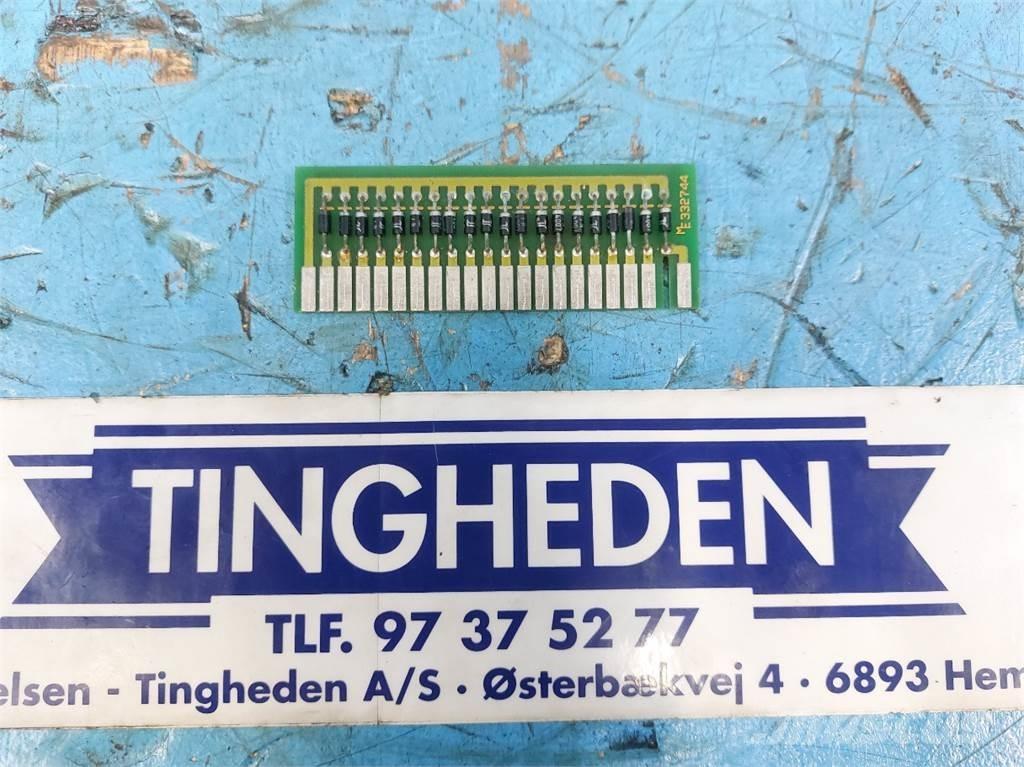 ME 332744
TINGHEDEN
TLF. 97 37 52 77
elsen - Tingheden A/S · Østerbækvej 4 · 6893 Hem